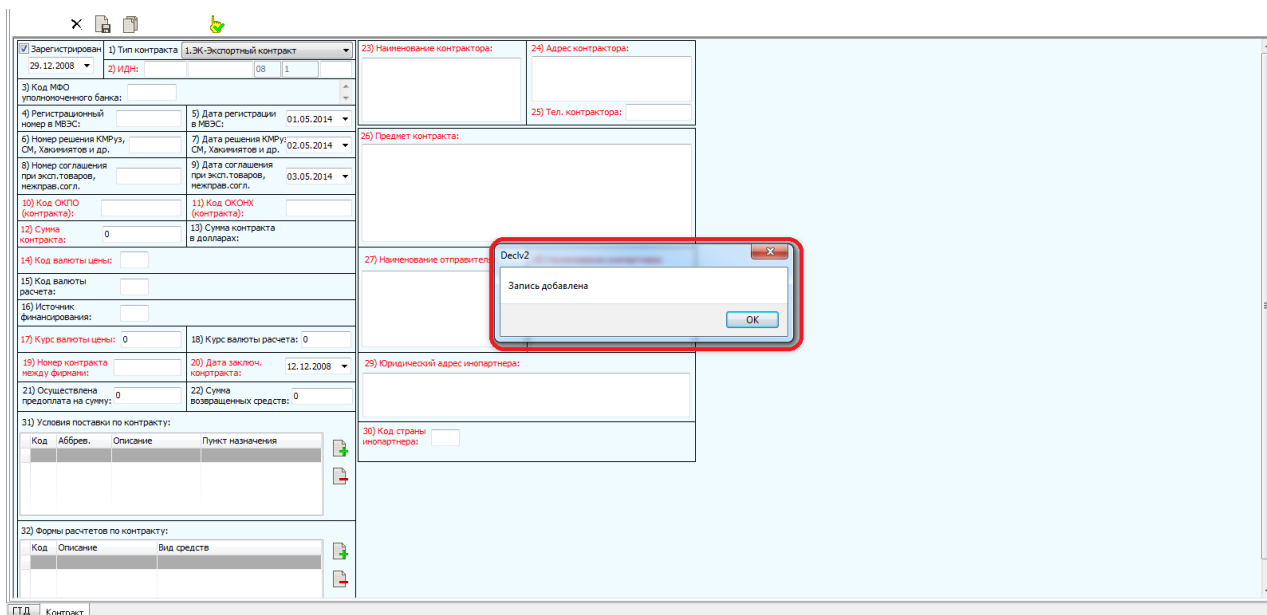 Зарегистрирован
1) Тип контракта
1.ЭК-Экспортный контракт
29.12.2008
2) ИДН:
08
1
3) Код МФО
уполномоченного банка:
4) Регистрационный
номер в МВЭС:
5) Дата регистрации
в МВЭС:
01.05.2014
6) Номер решения КМРуз,
СМ, Хакимиятов и др.
7) Дата решения КМРуз
СМ, Хакимиятов и др.
02.05.2014
8) Номер соглашения
при эксп.товаров,
межправ.согл.
9) Дата соглашения
при эксп.товаров,
межправ.согл.
03.05.2014
10) Код ОКПО
(контракта):
11) Код ОКОНХ
(контракта):
12) Сумма
контракта:
0
13) Сумма контракта
в долларах:
14) Код валюты цены:
15) Код валюты
расчета:
16) Источник
финансирования:
17) Курс валюты цены:
0
18) Курс валюты расчета:
0
19) Номер контракта
между фирмами:
20) Дата заключ.
конртракта:
12.12.2008
21) Осуществлена
предоплата на сумму:
0
22) Сумма
возвращенных средств:
0
31) Условия поставки по контракту:
Код Аббрев. Описание Пункт назначения
32) Формы расчтетов по контракту:
Код Описание Вид средств
23) Наименование контрактора:
24) Адрес контрактора:
25) Тел. контрактора:
26) Предмет контракта:
27) Наименование отправител
Declv2
Запись добавлена
OK
29) Юридический адрес инопартнера:
30) Код страны
инопартнера:
ГТД
Контракт